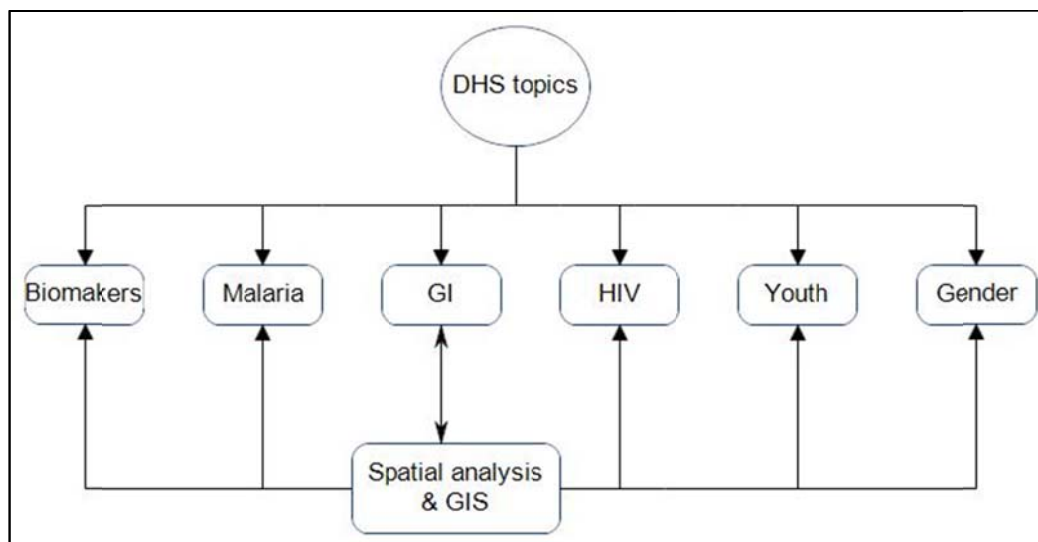 DHS topics
Biomakers
Malaria
GI
HIV
Youth
Gender
Spatial analysis
& GIS